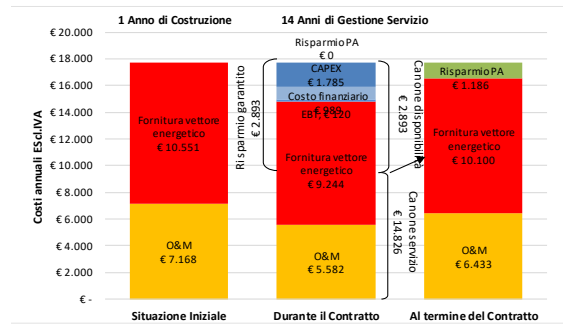 1 Anno di Costruzione
14 Anni di Gestione Servizio
Costi annuali EScl.IVA
€ 20.000
€ 18.000
€ 16.000
€ 14.000
€ 12.000
€ 10.000
€ 8.000
€ 6.000
€ 4.000
€ 2.000
€ -
Fornitura vettore
energetico
€ 10.551
O&M
€ 7.168
Risparmio garantito
€ 2.893
Risparmio PA
€ 0
CAPEX
€ 1.785
Costo finanziario
€ 989
EBT; € 120
Fornitura vettore
energetico
€ 9.244
O&M
€ 5.582
Canone disponibilità
€ 2.893
Canone servizio
€ 14.826
Risparmio PA
€ 1.186
Fornitura vettore
energetico
€ 10.100
O&M
€ 6.433
Situazione Iniziale
Durante il Contratto
Al termine del Contratto